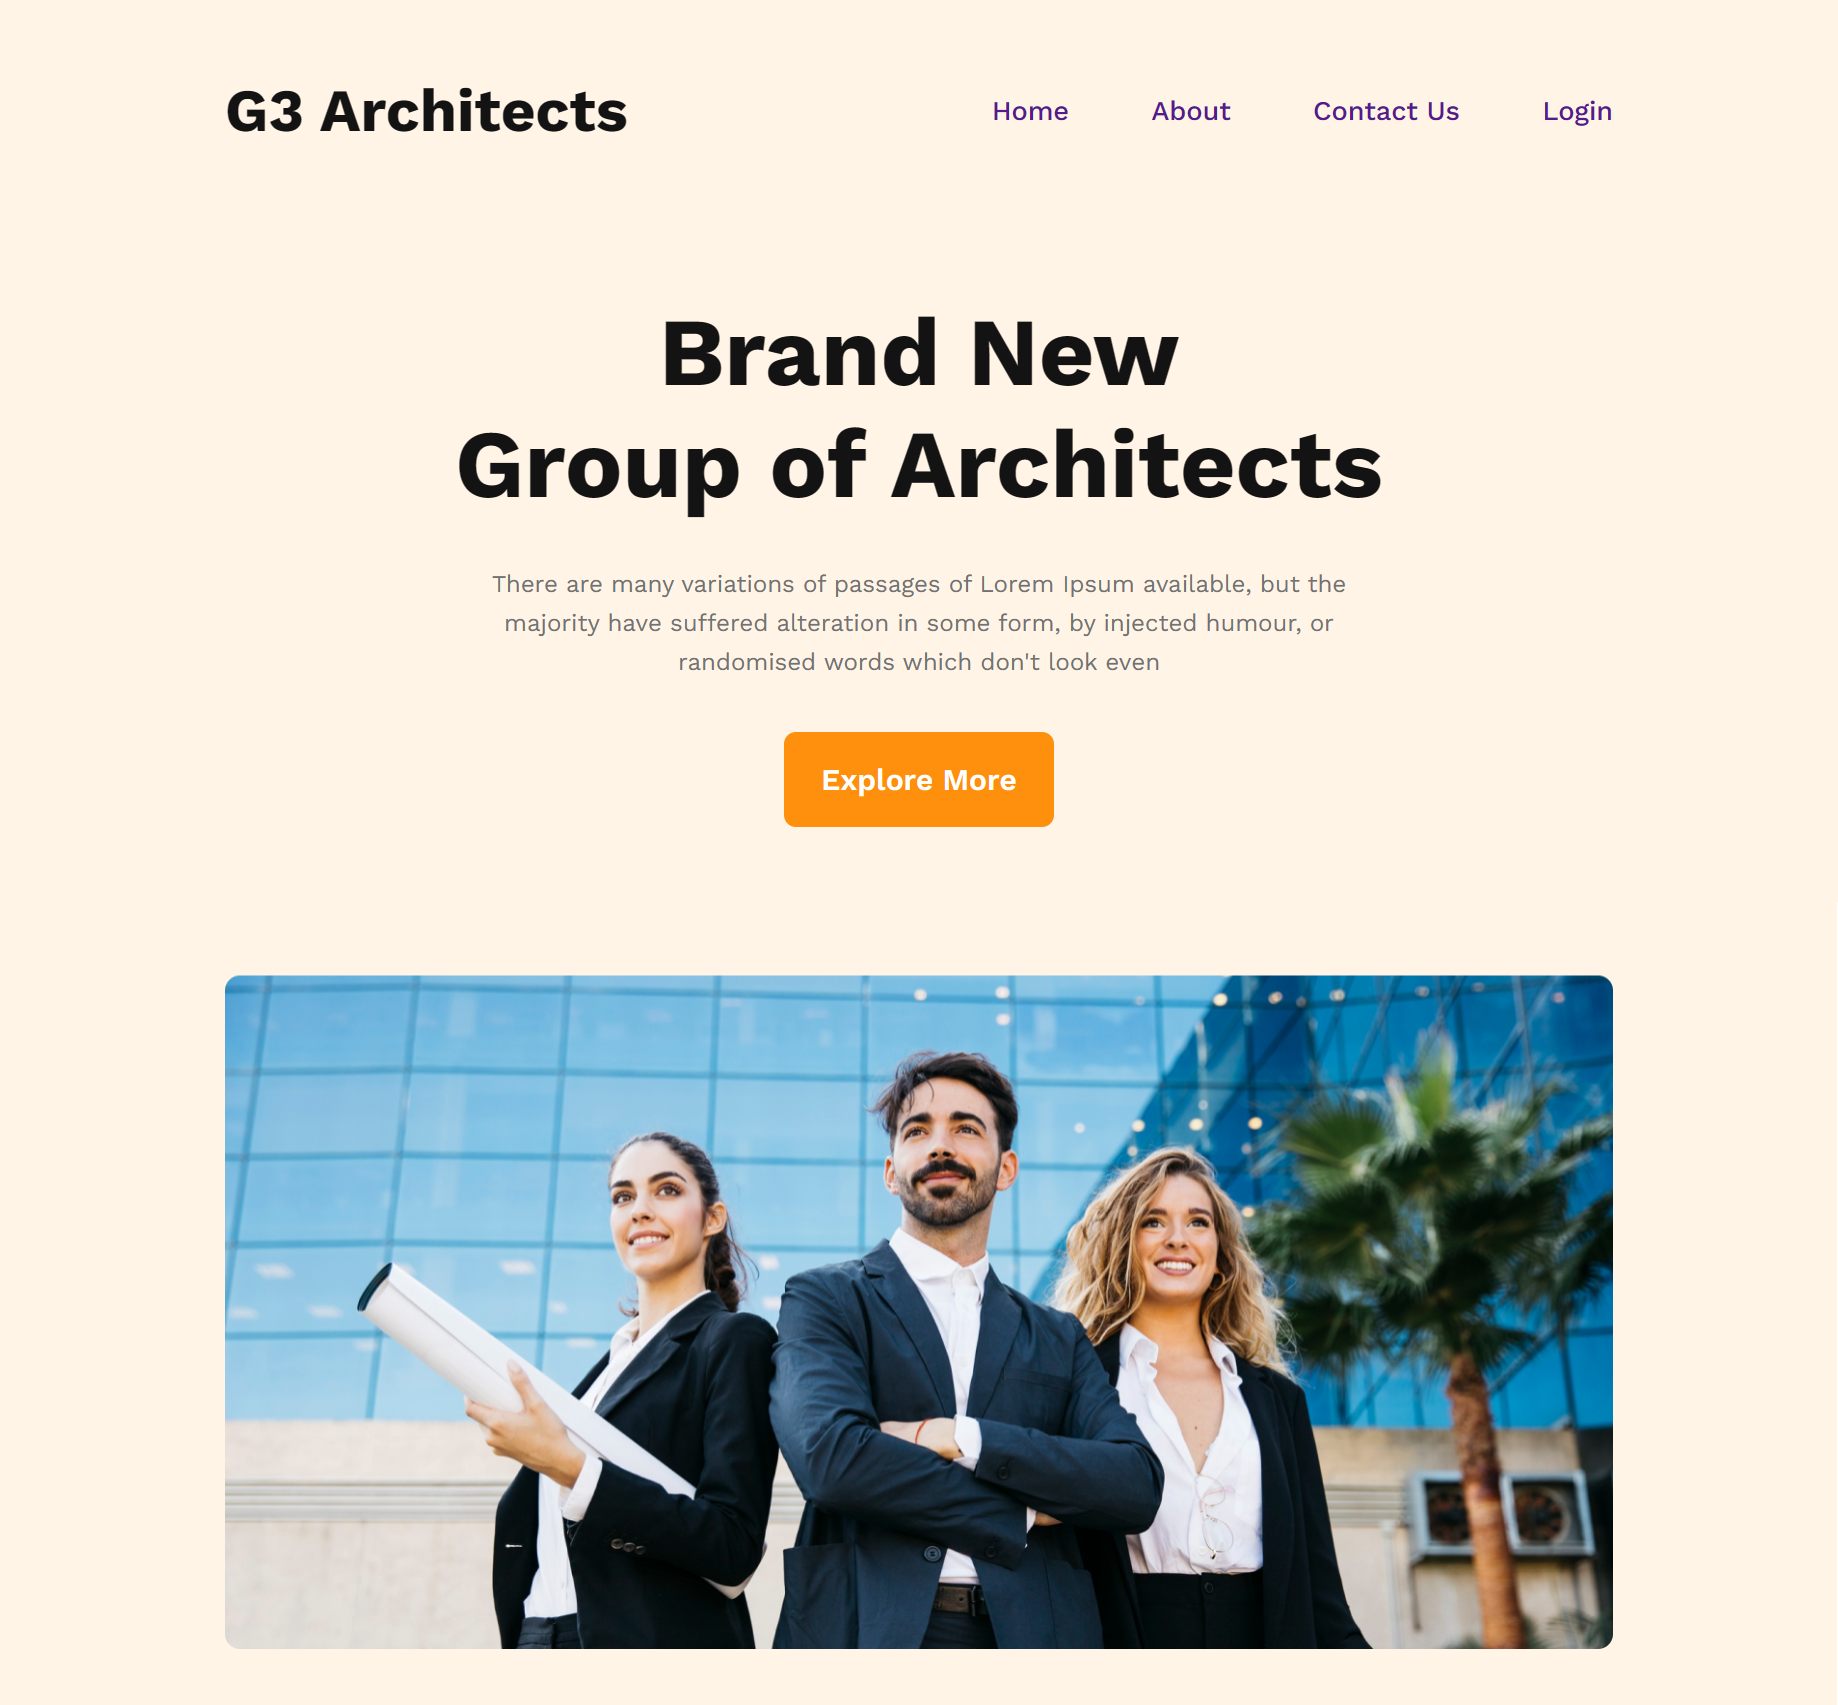 G3 Architects
Home About Contact Us Login
Brand New
Group of Architects
There are many variations of passages of Lorem Ipsum available, but the
majority have suffered alteration in some form, by injected humour, or
randomised words which don't look even
Explore More